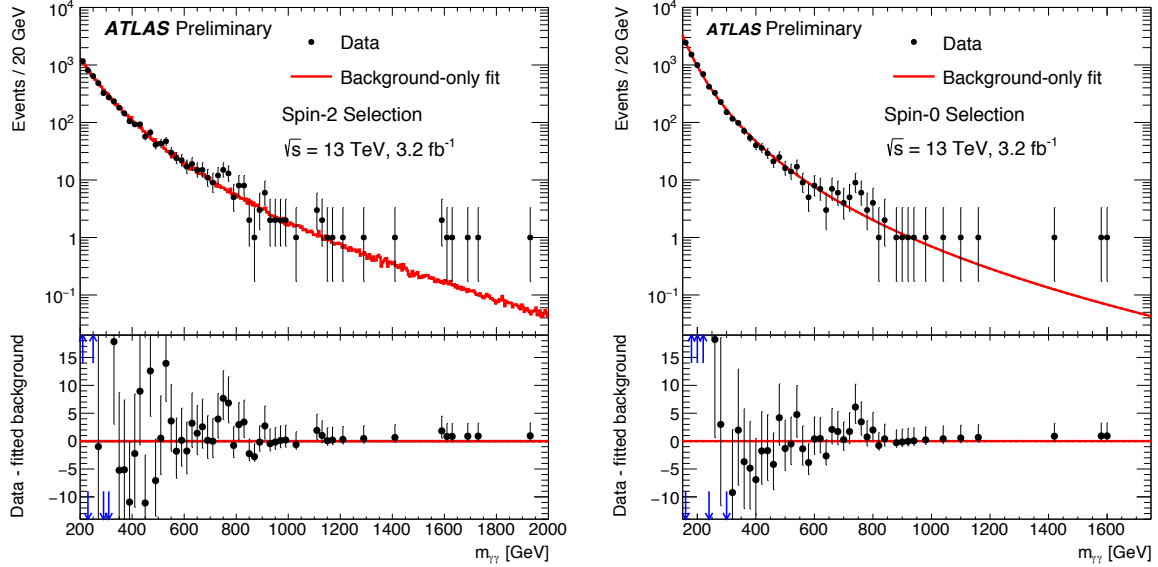 ATLAS Preliminary
Data
Background-only fit
Spin-2 Selection
√s = 13 TeV, 3.2 fb⁻¹
Events / 20 GeV
10⁴
10³
10²
10
1
10⁻¹
Data - fitted background
15
10
5
0
−5
−10
200 400 600 800 1000 1200 1400 1600 1800 2000
mγγ [GeV]
ATLAS Preliminary
Data
Background-only fit
Spin-0 Selection
√s = 13 TeV, 3.2 fb⁻¹
Events / 20 GeV
10⁴
10³
10²
10
1
10⁻¹
Data - fitted background
15
10
5
0
−5
−10
200 400 600 800 1000 1200 1400 1600
mγγ [GeV]